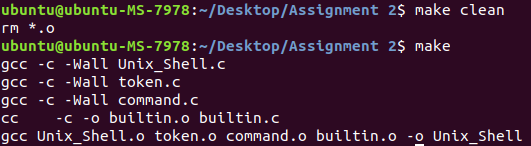 ubuntu@ubuntu-MS-7978:~/Desktop/Assignment 2$ make clean
rm *.o
ubuntu@ubuntu-MS-7978:~/Desktop/Assignment 2$ make
gcc -c -Wall Unix_Shell.c
gcc -c -Wall token.c
gcc -c -Wall command.c
cc    -c -o builtin.o builtin.c
gcc Unix_Shell.o token.o command.o builtin.o -o Unix_Shell